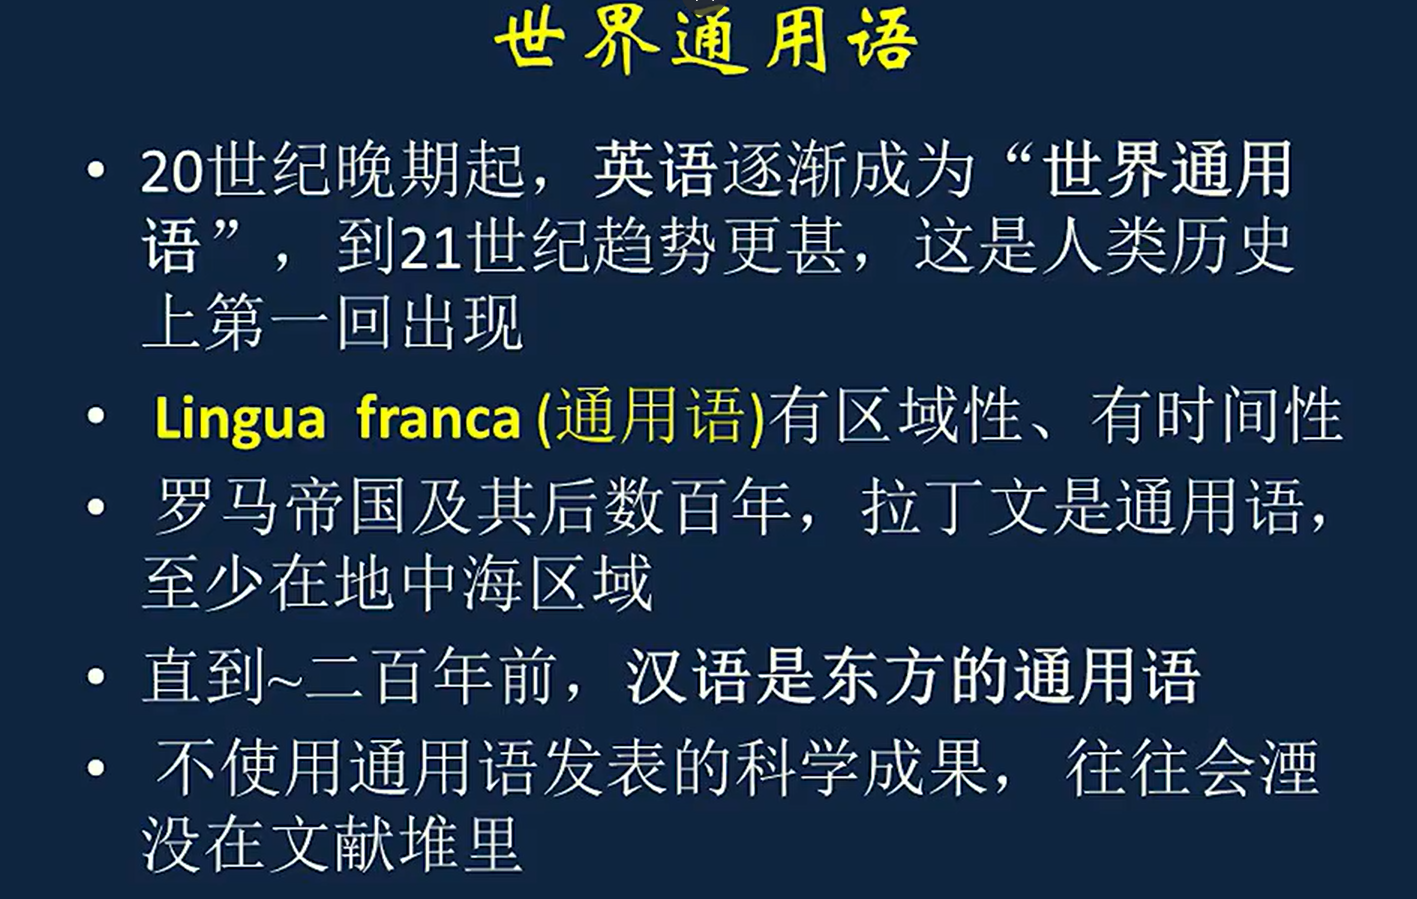 世界通用语
• 20世纪晚期起，英语逐渐成为“世界通用
语”，到21世纪趋势更甚，这是人类历史
上第一回出现
• Lingua franca (通用语)有区域性、有时间性
• 罗马帝国及其后数百年，拉丁文是通用语，
至少在地中海区域
• 直到~二百年前，汉语是东方的通用语
• 不使用通用语发表的科学成果， 往往会湮
没在文献堆里